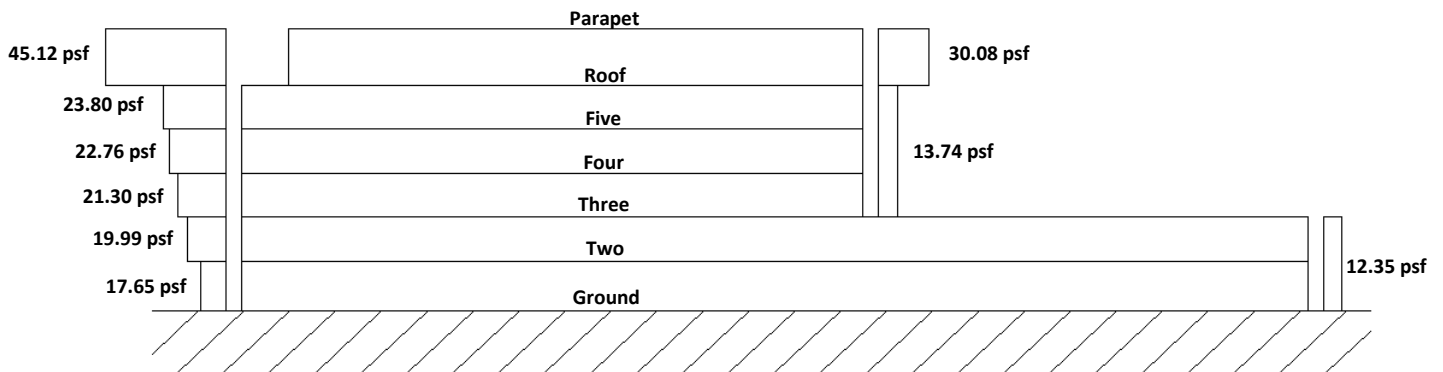 Parapet
45.12 psf
30.08 psf
Roof
23.80 psf
Five
22.76 psf
13.74 psf
Four
21.30 psf
Three
19.99 psf
Two
12.35 psf
17.65 psf
Ground